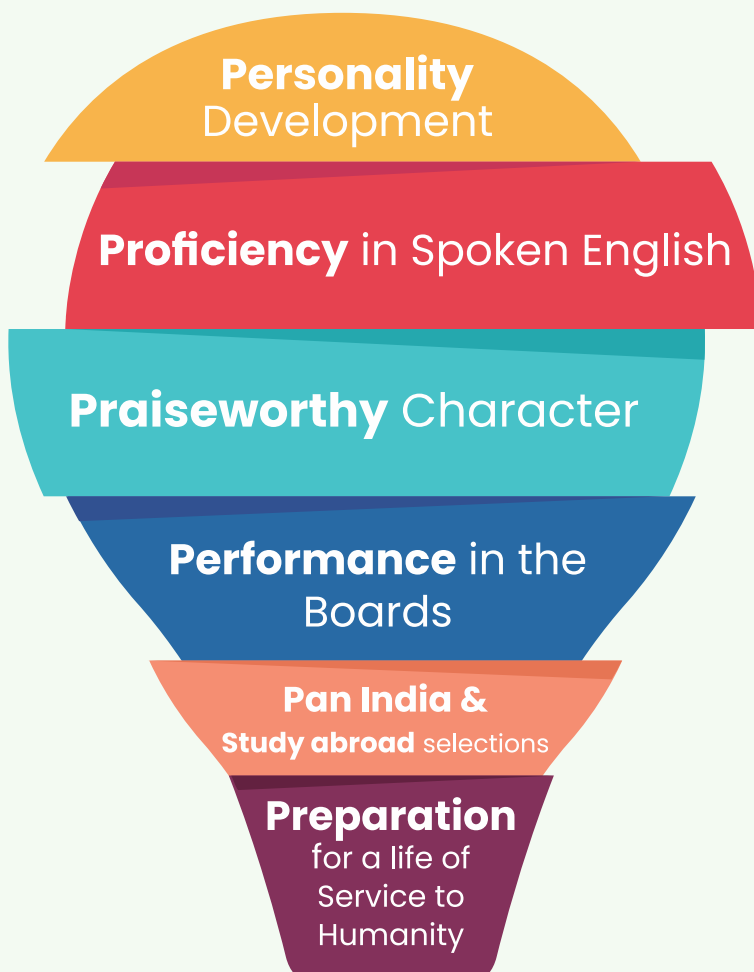 Personality
Development
Proficiency in Spoken English
Praiseworthy Character
Performance in the
Boards
Pan India &
Study abroad selections
Preparation
for a life of
Service to
Humanity